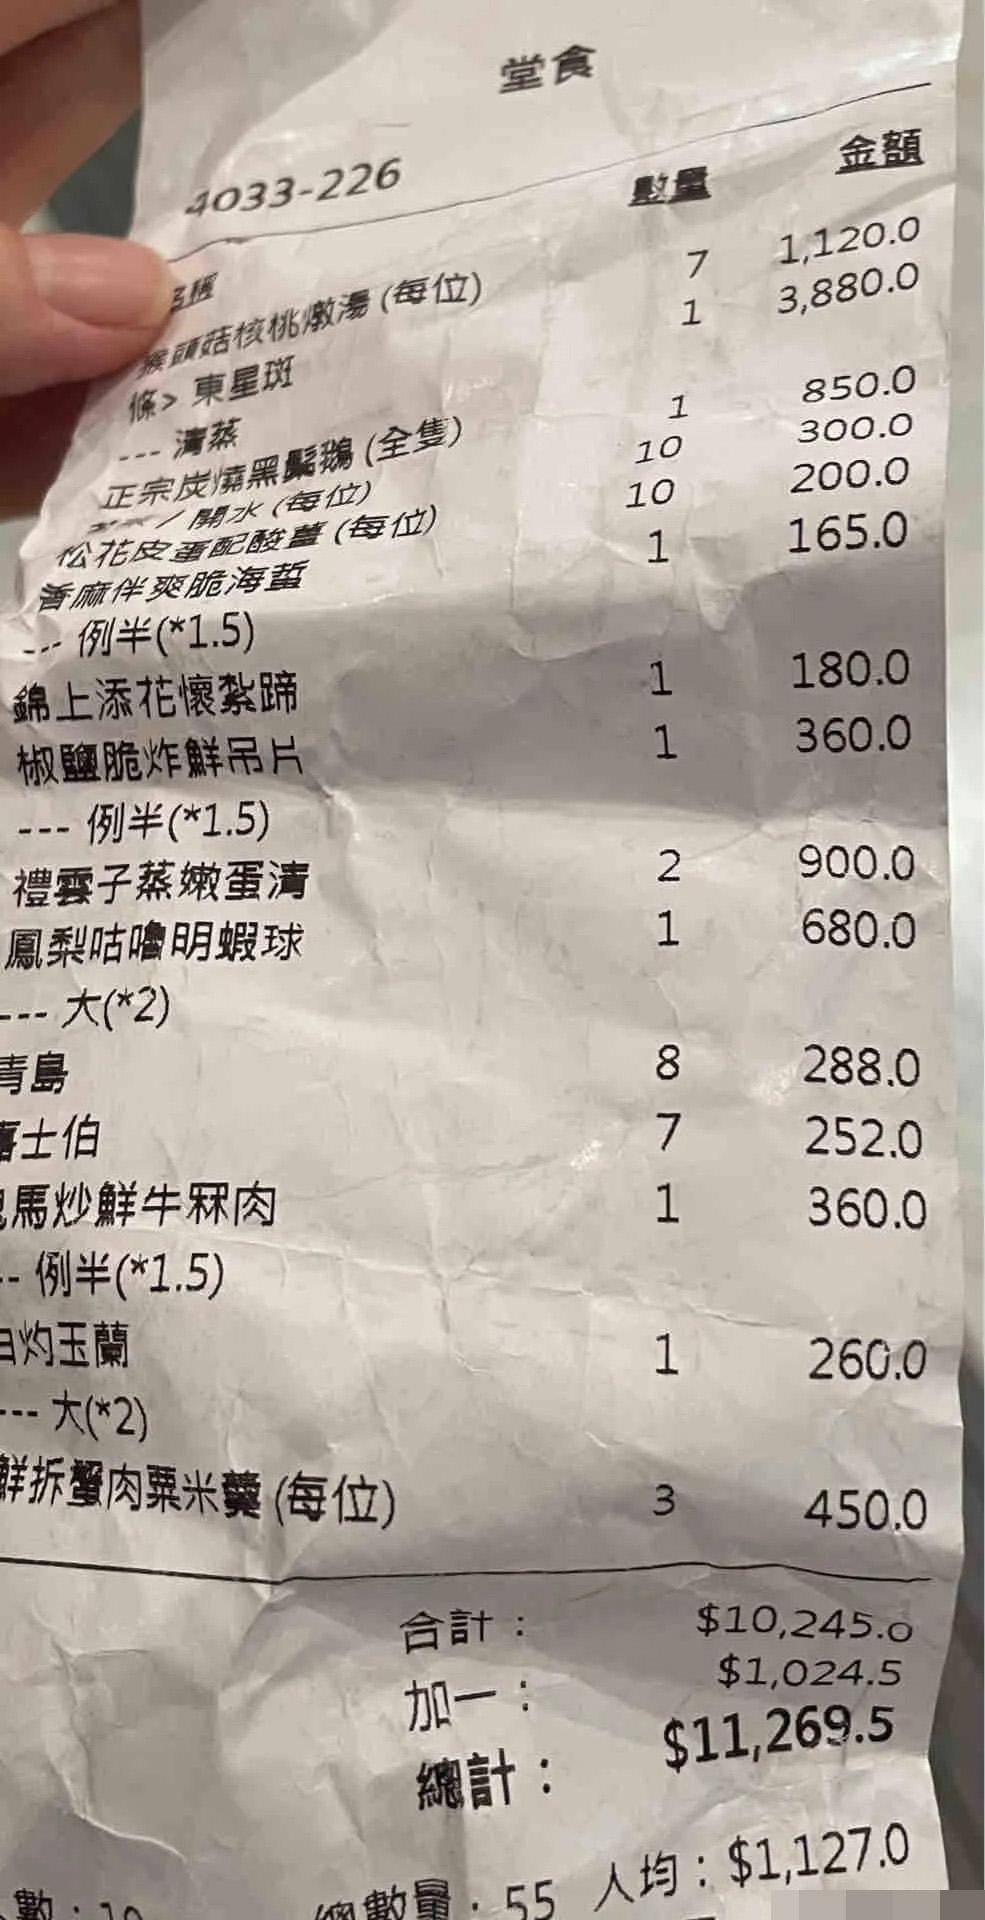 堂食
4033-226
名稱 數量 金額
猴頭菇核桃燉湯 (每位) 7 1,120.0
條> 東星斑 1 3,880.0
--- 清蒸
正宗炭燒黑鬃鵝 (全隻) 1 850.0
/ 開水 (每位) 10 300.0
松花皮蛋配酸薑 (每位) 10 200.0
香麻伴爽脆海蜇 1 165.0
--- 例半(*1.5)
錦上添花懷紮蹄 1 180.0
椒鹽脆炸鮮吊片 1 360.0
--- 例半(*1.5)
禮雲子蒸嫩蛋清 2 900.0
鳳梨咕嚕明蝦球 1 680.0
--- 大(*2)
青島 8 288.0
嘉士伯 7 252.0
馬炒鮮牛冧肉 1 360.0
-- 例半(*1.5)
白灼玉蘭 1 260.0
--- 大(*2)
鮮拆蟹肉粟米羹 (每位) 3 450.0
合計： $10,245.0
加一： $1,024.5
總計： $11,269.5
數：10 總數量：55 人均：$1,127.0